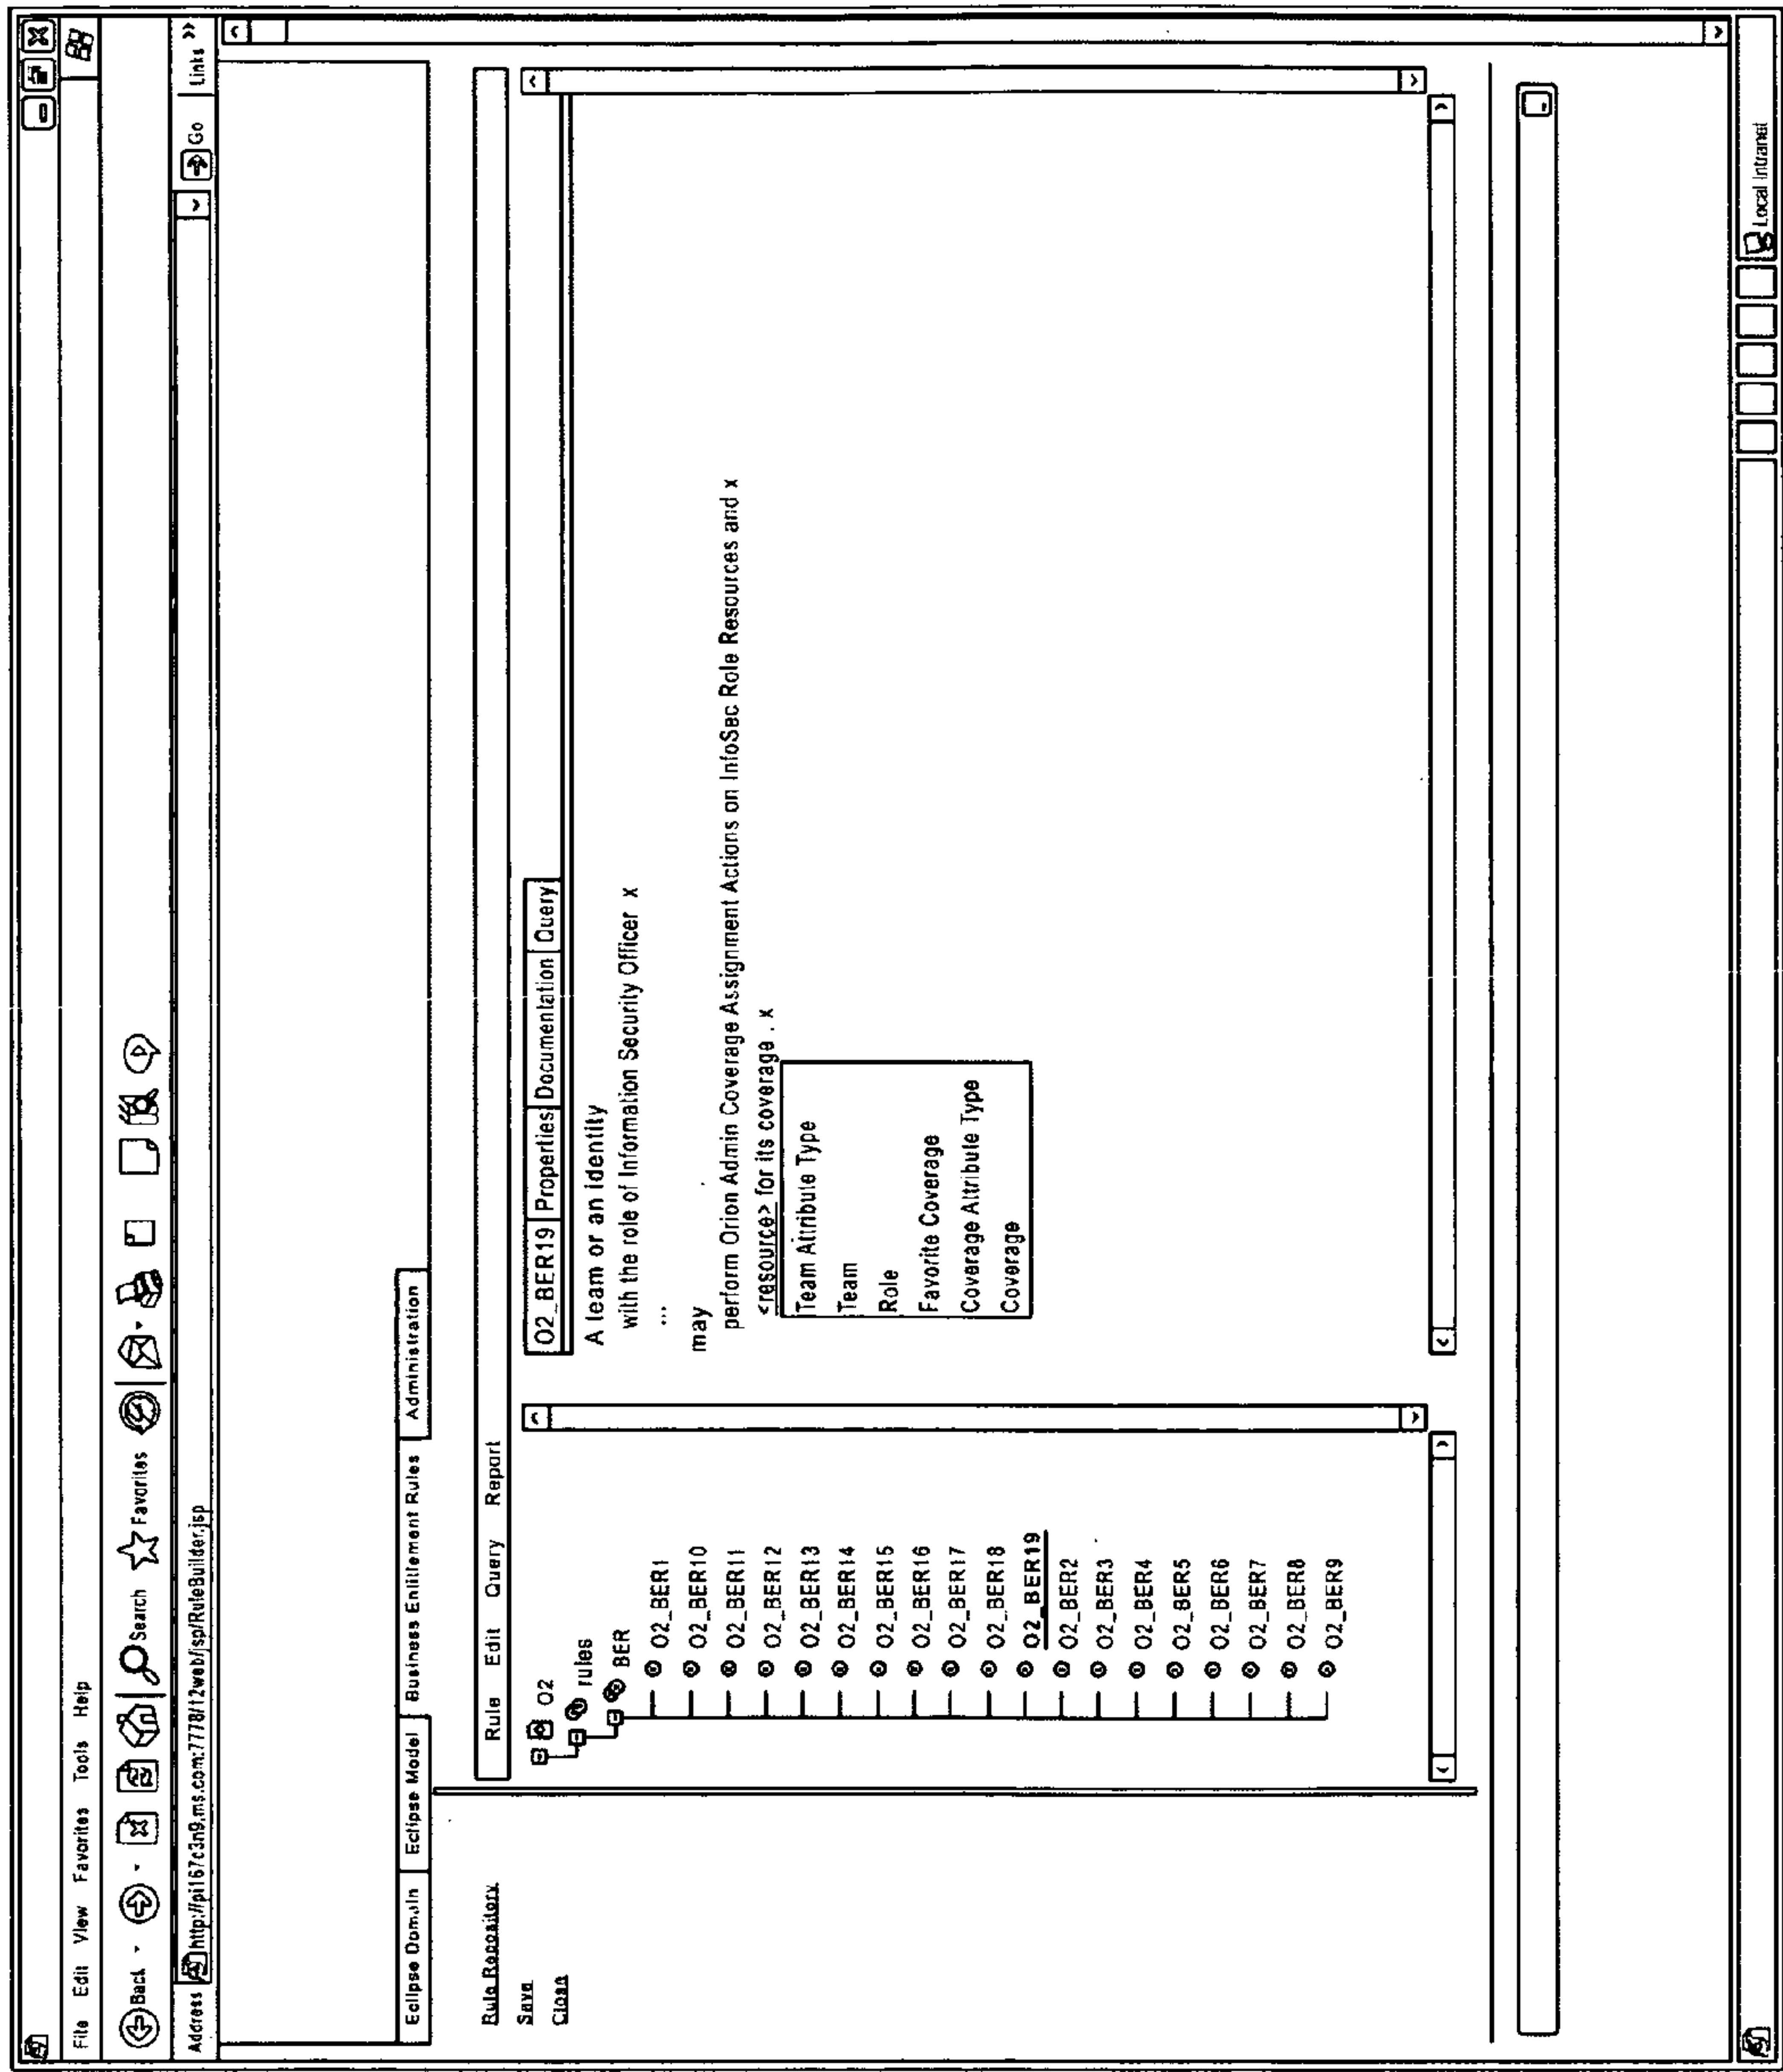 File Edit View Favorites Tools Help
Back Search Favorites
Address http://pi167c3n9.ms.com:7778/12web/jsp/RuleBuilder.jsp Go Links »
Eclipse Domain Eclipse Model Business Entitlement Rules Administration
Rule Repository
Save
Rule Edit Query Report
O2
rules
BER
O2_BER1
O2_BER10
O2_BER11
O2_BER12
O2_BER13
O2_BER14
O2_BER15
O2_BER16
O2_BER17
O2_BER18
O2_BER19
O2_BER2
O2_BER3
O2_BER4
O2_BER5
O2_BER6
O2_BER7
O2_BER8
O2_BER9
O2_BER19 Properties Documentation Query
A team or an identity
with the role of Information Security Officer x
...
may
perform Orion Admin Coverage Assignment Actions on InfoSec Role Resources and x
<resource> for its coverage . x
Team Attribute Type
Team
Role
Favorite Coverage
Coverage Attribute Type
Coverage
Local Intranet